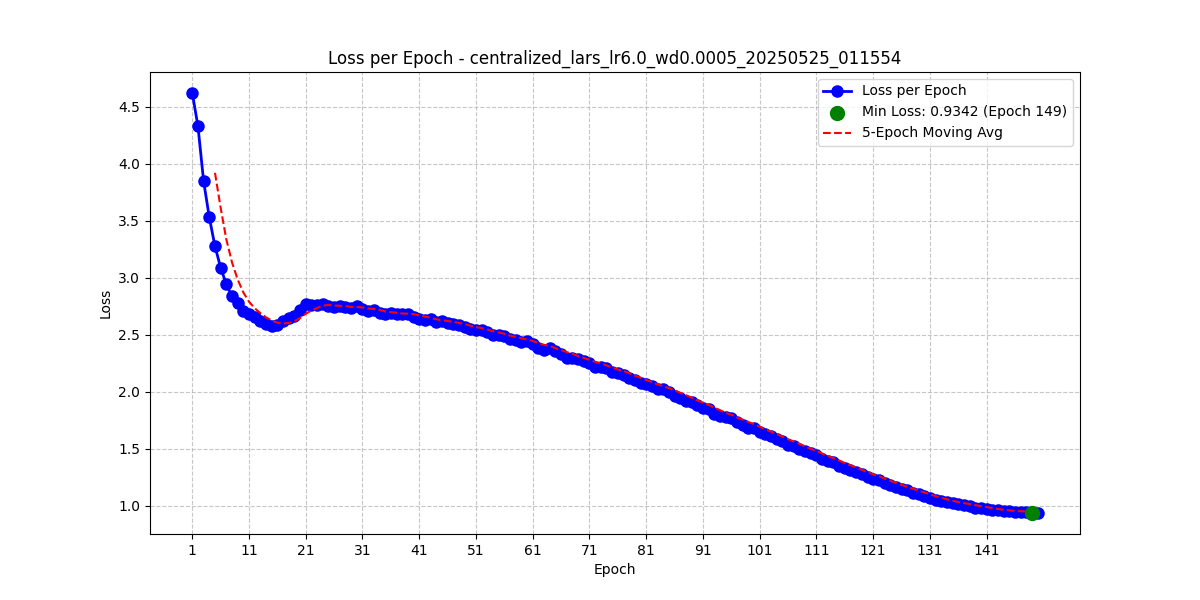 Loss per Epoch - centralized_lars_lr6.0_wd0.0005_20250525_011554
Loss per Epoch
Min Loss: 0.9342 (Epoch 149)
5-Epoch Moving Avg
Loss
4.5
4.0
3.5
3.0
2.5
2.0
1.5
1.0
1 11 21 31 41 51 61 71 81 91 101 111 121 131 141
Epoch